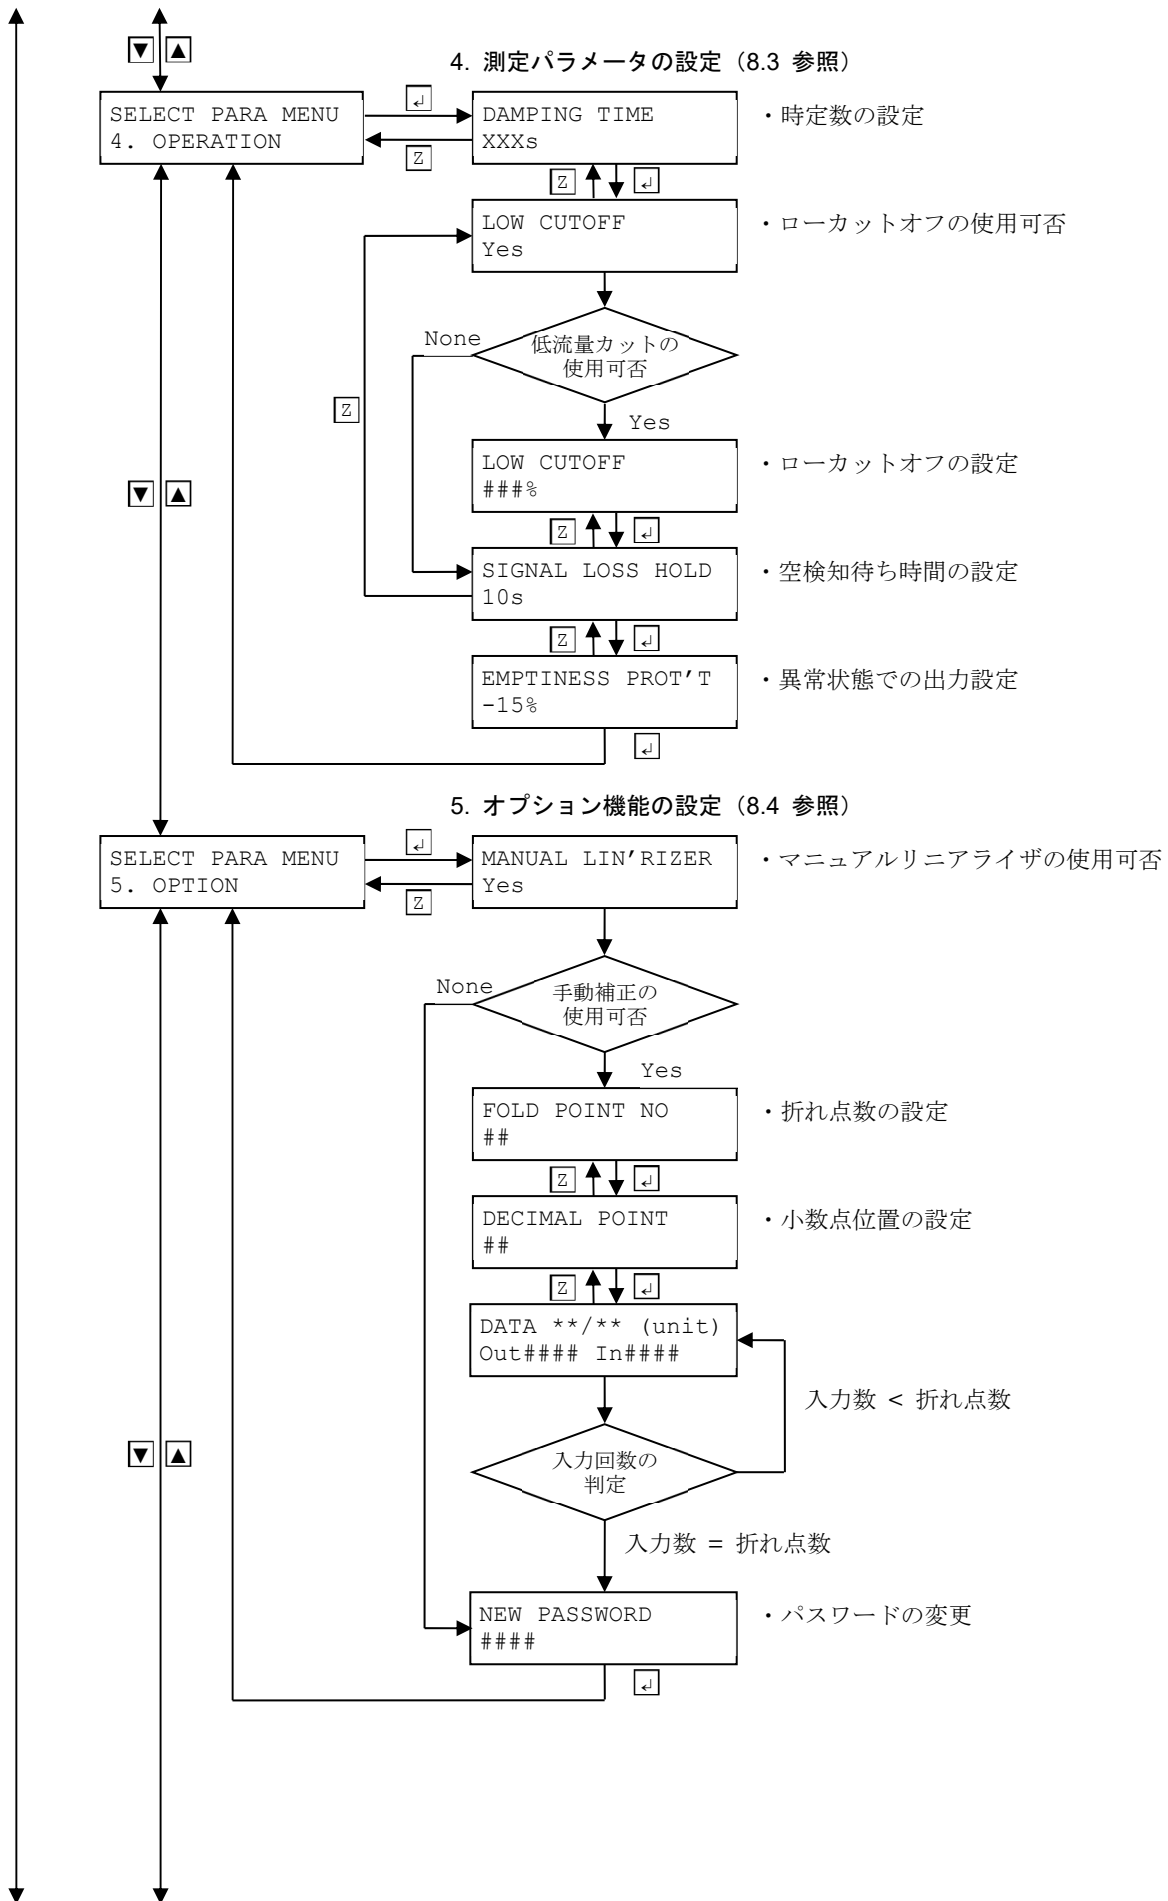 ▼ ▲
4. 測定パラメータの設定（8.3 参照）
SELECT PARA MENU
4. OPERATION
↲
Z
DAMPING TIME
XXXs
・時定数の設定
Z ↲
LOW CUTOFF
Yes
・ローカットオフの使用可否
None
低流量カットの
使用可否
Z
Yes
LOW CUTOFF
###%
・ローカットオフの設定
▼ ▲
Z ↲
SIGNAL LOSS HOLD
10s
・空検知待ち時間の設定
Z ↲
EMPTINESS PROT’T
-15%
・異常状態での出力設定
↲
5. オプション機能の設定（8.4 参照）
SELECT PARA MENU
5. OPTION
↲
Z
MANUAL LIN’RIZER
Yes
・マニュアルリニアライザの使用可否
None
手動補正の
使用可否
Yes
FOLD POINT NO
##
・折れ点数の設定
Z ↲
DECIMAL POINT
##
・小数点位置の設定
Z ↲
DATA **/** (unit)
Out#### In####
入力数 < 折れ点数
▼ ▲
入力回数の
判定
入力数 = 折れ点数
NEW PASSWORD
####
・パスワードの変更
↲